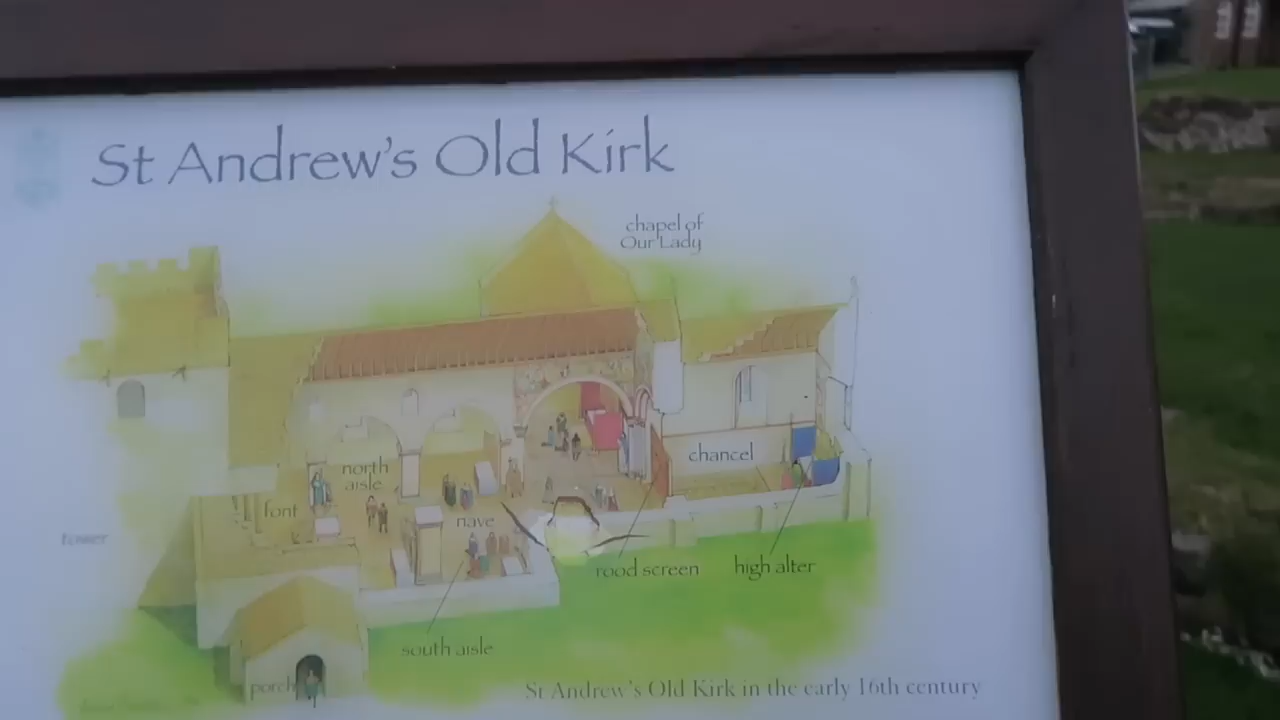 St Andrew's Old Kirk
chapel of
Our Lady
north
aisle
chancel
font
nave
tower
rood screen
high alter
south aisle
porch
St Andrew's Old Kirk in the early 16th century